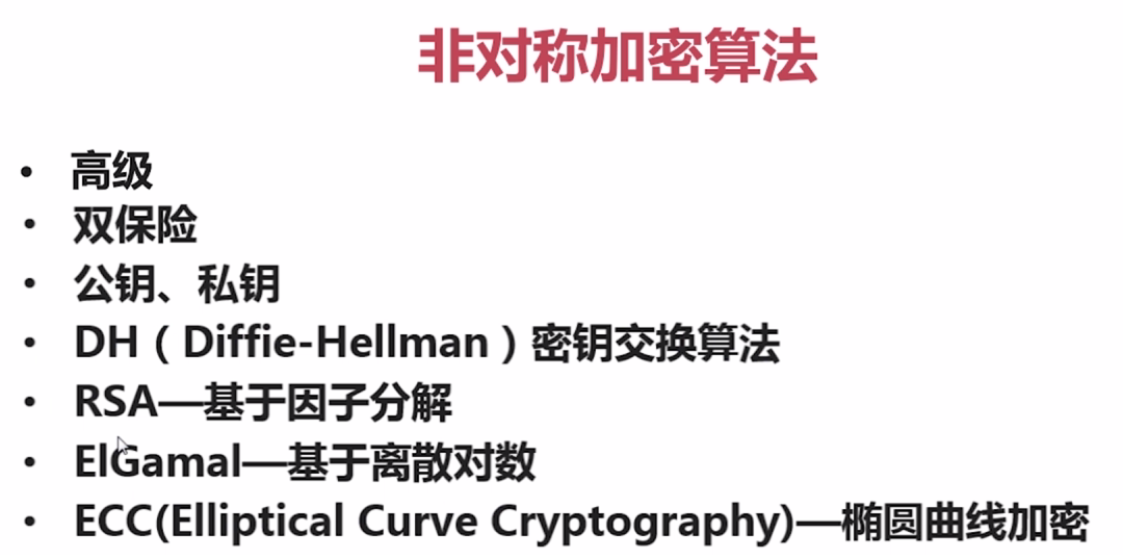 非对称加密算法
• 高级
• 双保险
• 公钥、私钥
• DH（Diffie-Hellman）密钥交换算法
• RSA—基于因子分解
• ElGamal—基于离散对数
• ECC(Elliptical Curve Cryptography)—椭圆曲线加密